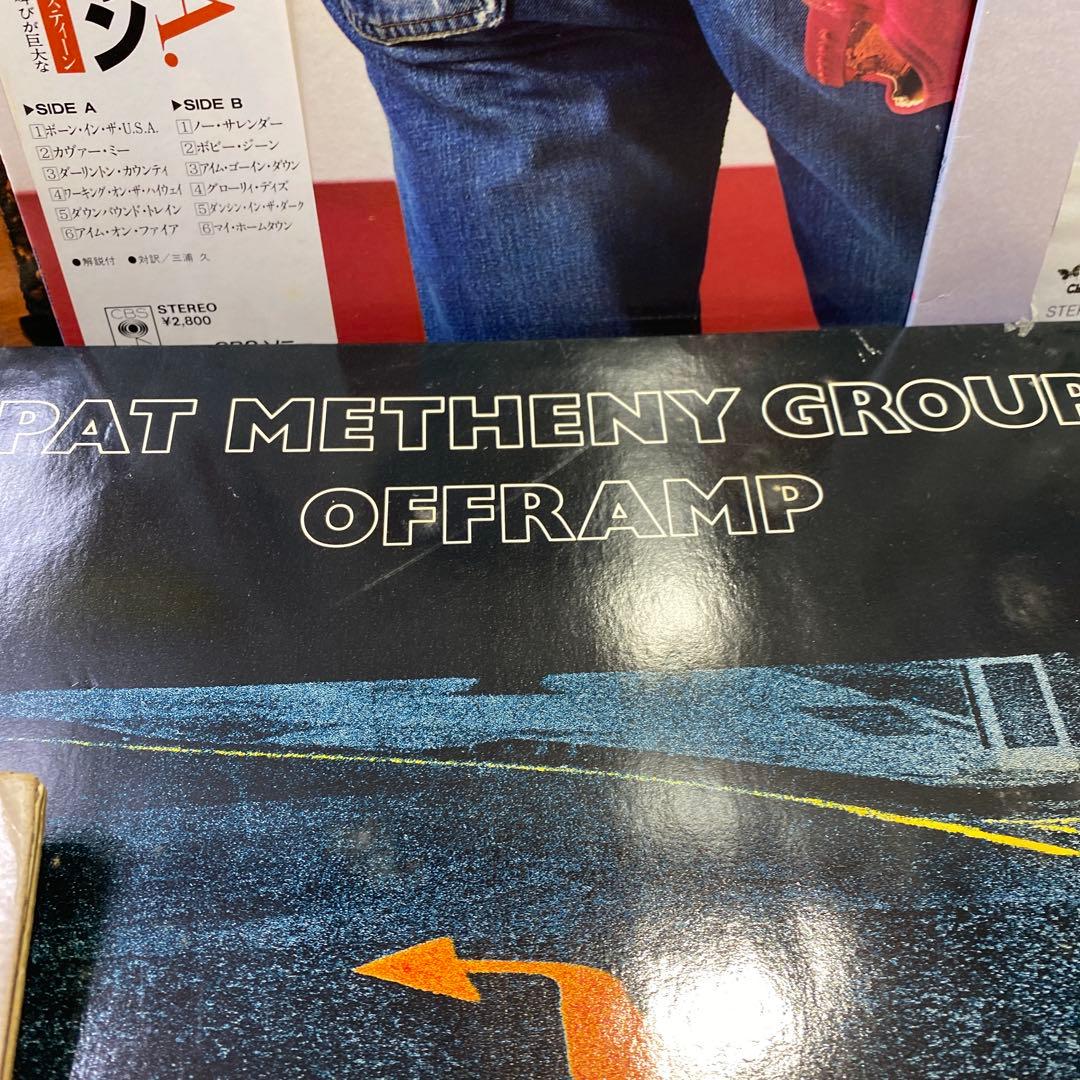 叫びが巨大な
スティーン
ン
A.
▶SIDE A
1 ボーン・イン・ザ・U.S.A.
2 カヴァー・ミー
3 ダーリントン・カウンティ
4 ワーキング・オン・ザ・ハイウェイ
5 ダウンバウンド・トレイン
6 アイム・オン・ファイア
▶SIDE B
1 ノー・サレンダー
2 ボビー・ジーン
3 アイム・ゴーイン・ダウン
4 グローリィ・デイズ
5 ダンシン・イン・ザ・ダーク
6 マイ・ホームタウン
●解説付 ●対訳/三浦 久
CBS
STEREO
¥2,800
PAT METHENY GROUP
OFFRAMP